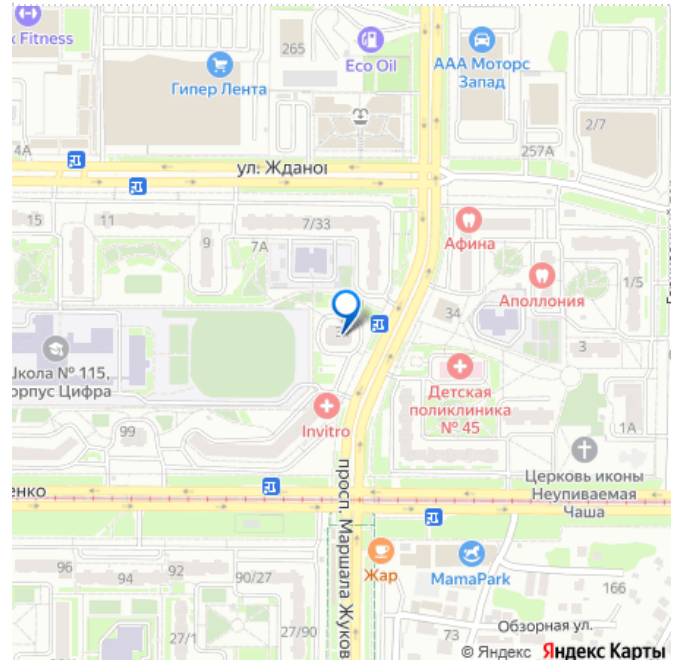 x Fitness
265
Eco Oil
ААА Моторс
Запад
Гипер Лента
2/7
4А
257А
ул. Ждано
15
11
7/33
9
7А
Афина
Аполлония
1/5
34
Школа № 115,
корпус Цифра
3
Детская
поликлиника
№ 45
Invitro
99
1А
Церковь иконы
Неупиваемая
Чаша
енко
просп. Маршала Жуков
96
94
92
90/27
Жар
MamaPark
166
27/1
27/90
73
Обзорная ул.
© Яндекс Яндекс Карты